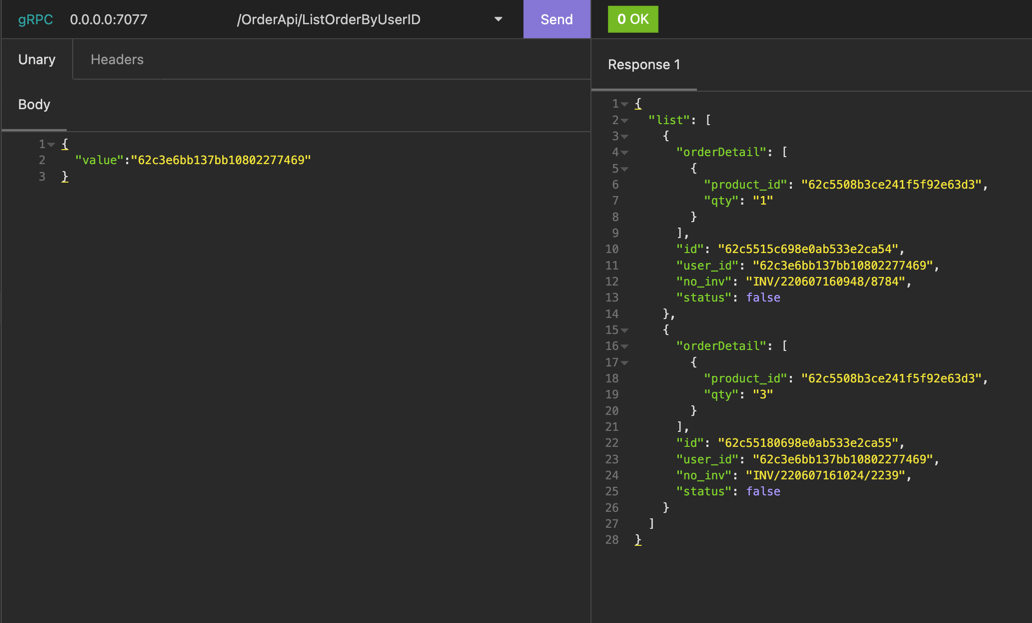 gRPC 0.0.0.0:7077 /OrderApi/ListOrderByUserID Send 0 OK
Unary Headers
Response 1
Body
1 {
2 "value":"62c3e6bb137bb10802277469"
3 }
1 {
2 "list": [
3 {
4 "orderDetail": [
5 {
6 "product_id": "62c5508b3ce241f5f92e63d3",
7 "qty": "1"
8 }
9 ],
10 "id": "62c5515c698e0ab533e2ca54",
11 "user_id": "62c3e6bb137bb10802277469",
12 "no_inv": "INV/220607160948/8784",
13 "status": false
14 },
15 {
16 "orderDetail": [
17 {
18 "product_id": "62c5508b3ce241f5f92e63d3",
19 "qty": "3"
20 }
21 ],
22 "id": "62c55180698e0ab533e2ca55",
23 "user_id": "62c3e6bb137bb10802277469",
24 "no_inv": "INV/220607161024/2239",
25 "status": false
26 }
27 ]
28 }